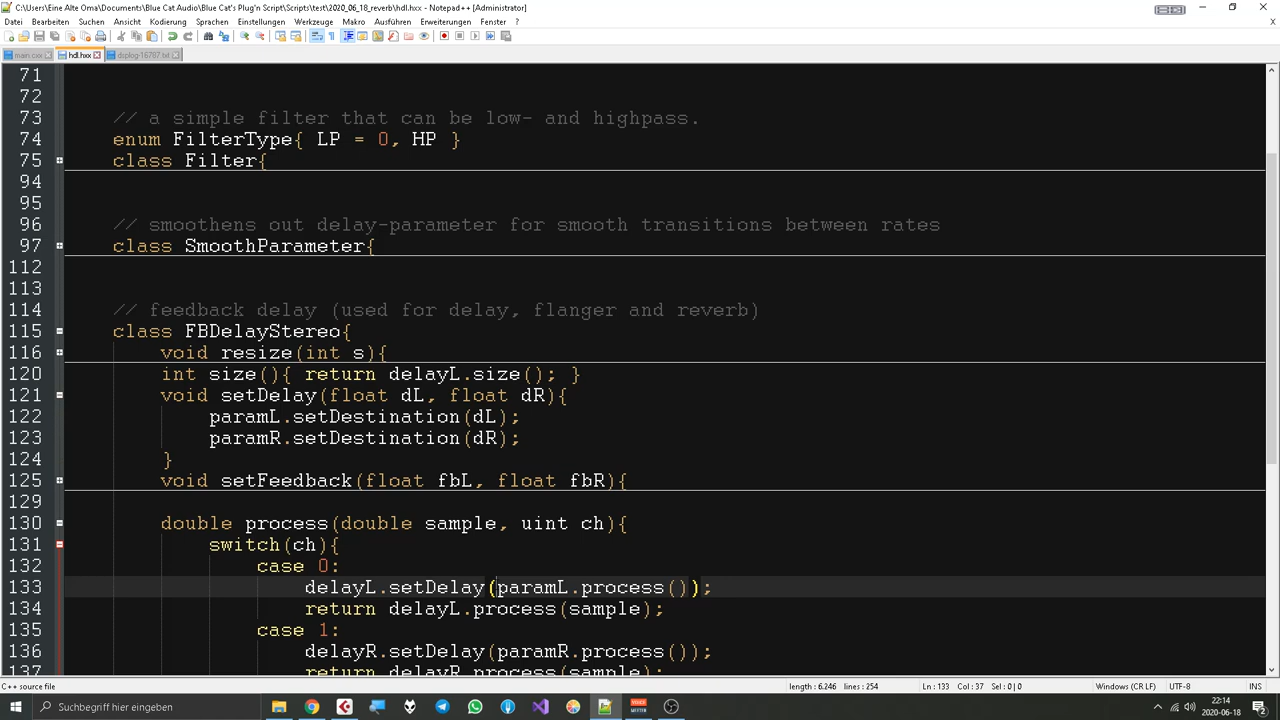 C:\Users\Eine Alte Oma\Documents\Blue Cat Audio\Blue Cat's Plug'n Script\Scripts\test\2020_06_18_reverb\hdl.hxx - Notepad++ [Administrator]
Datei Bearbeiten Suchen Ansicht Kodierung Sprachen Einstellungen Werkzeuge Makro Ausführen Erweiterungen Fenster ?
main.cxx hdl.hxx dsplog-16787.txt
71
72
73 // a simple filter that can be low- and highpass.
74 enum FilterType{ LP = 0, HP }
75 class Filter{
94
95
96 // smoothens out delay-parameter for smooth transitions between rates
97 class SmoothParameter{
112
113
114 // feedback delay (used for delay, flanger and reverb)
115 class FBDelayStereo{
116 void resize(int s){
120 int size(){ return delayL.size(); }
121 void setDelay(float dL, float dR){
122 paramL.setDestination(dL);
123 paramR.setDestination(dR);
124 }
125 void setFeedback(float fbL, float fbR){
129
130 double process(double sample, uint ch){
131 switch(ch){
132 case 0:
133 delayL.setDelay(paramL.process());
134 return delayL.process(sample);
135 case 1:
136 delayR.setDelay(paramR.process());
137 return delayR.process(sample);
C++ source file length : 6.246 lines : 254 Ln : 133 Col : 37 Sel : 0 | 0 Windows (CR LF) UTF-8 INS
Suchbegriff hier eingeben 22:14
2020-06-18